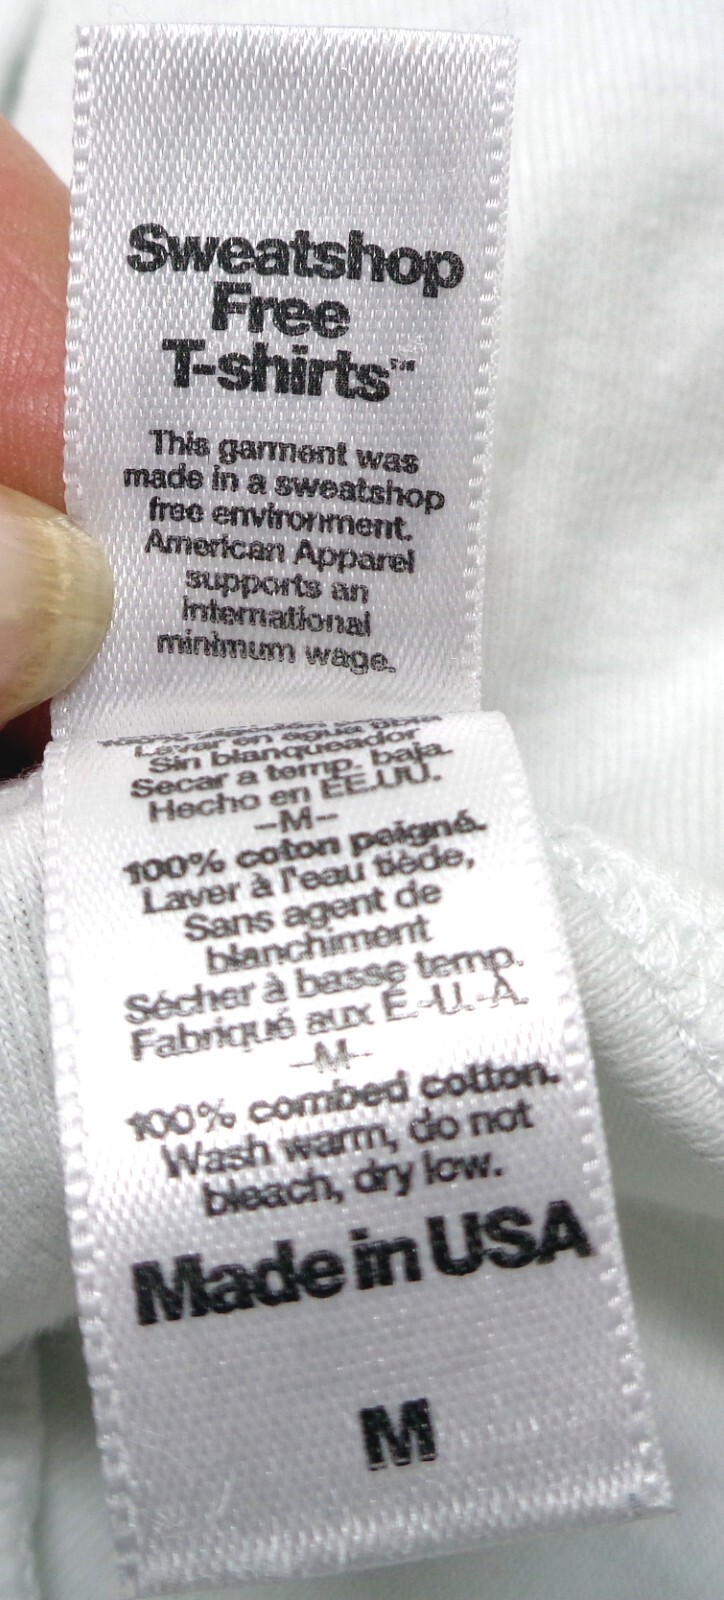 Sweatshop
Free
T-shirts™
This garment was
made in a sweatshop
free environment.
American Apparel
supports an
international
minimum wage.
Lavar en agua tibia
Sin blanqueador
Secar a temp. baja.
Hecho en EE.UU.
-M-
100% coton peigné.
Laver à l'eau tiède,
Sans agent de
blanchiment
Sécher à basse temp.
Fabriqué aux É.-U.-A.
-M-
100% combed cotton.
Wash warm, do not
bleach, dry low.
Made in USA
M